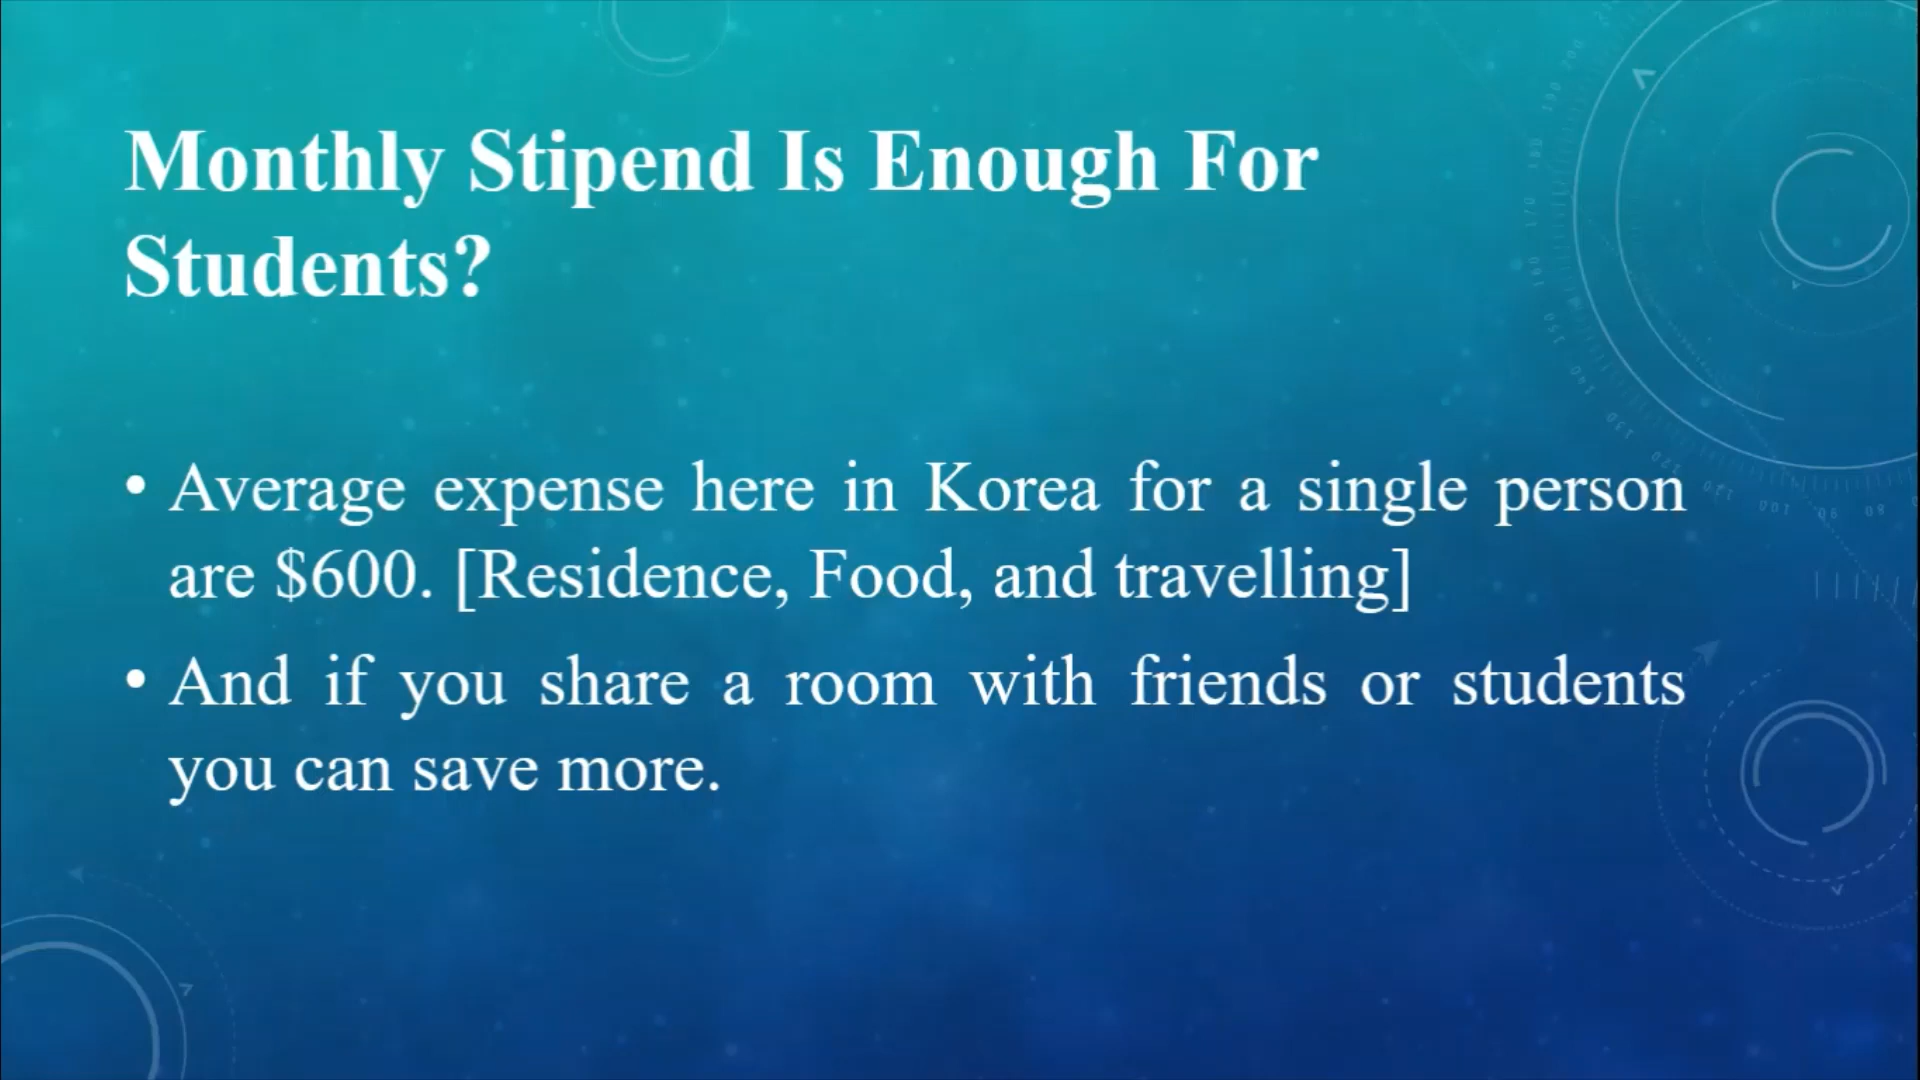 Monthly Stipend Is Enough For
Students?
• Average expense here in Korea for a single person
are $600. [Residence, Food, and travelling]
• And if you share a room with friends or students
you can save more.